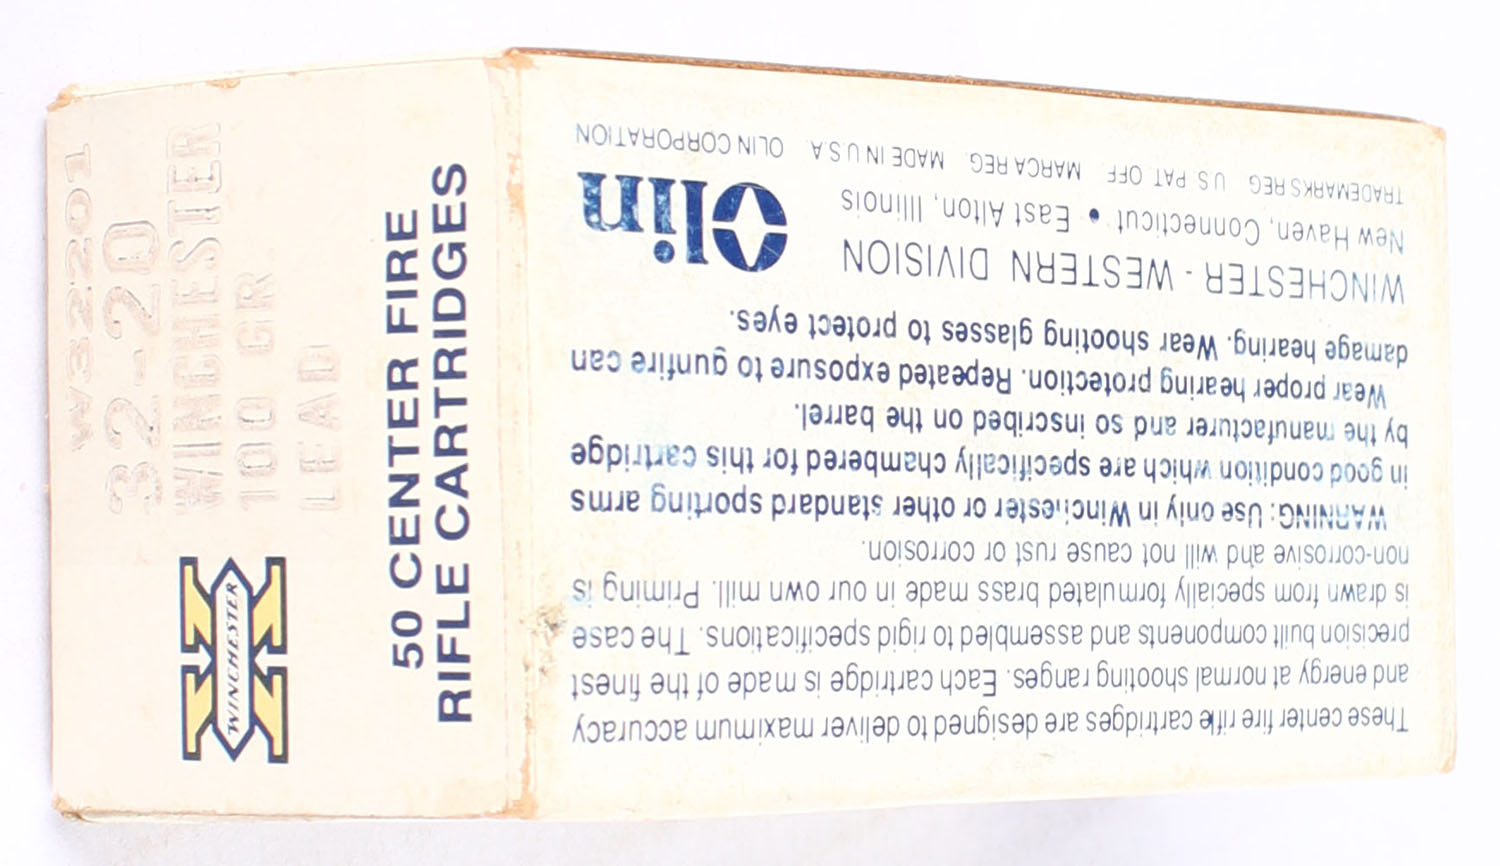 W32201
32-20
WINCHESTER
100 GR.
LEAD
WINCHESTER
50 CENTER FIRE
RIFLE CARTRIDGES
These center fire rifle cartridges are designed to deliver maximum accuracy
and energy at normal shooting ranges. Each cartridge is made of the finest
precision built components and assembled to rigid specifications. The case
is drawn from specially formulated brass made in our own mill. Priming is
non-corrosive and will not cause rust or corrosion.
WARNING: Use only in Winchester or other standard sporting arms
in good condition which are specifically chambered for this cartridge
by the manufacturer and so inscribed on the barrel.
Wear proper hearing protection. Repeated exposure to gunfire can
damage hearing. Wear shooting glasses to protect eyes.
WINCHESTER - WESTERN DIVISION
New Haven, Connecticut • East Alton, Illinois
Olin
TRADEMARKS REG. U.S. PAT. OFF. MARCA REG. MADE IN U.S.A. OLIN CORPORATION